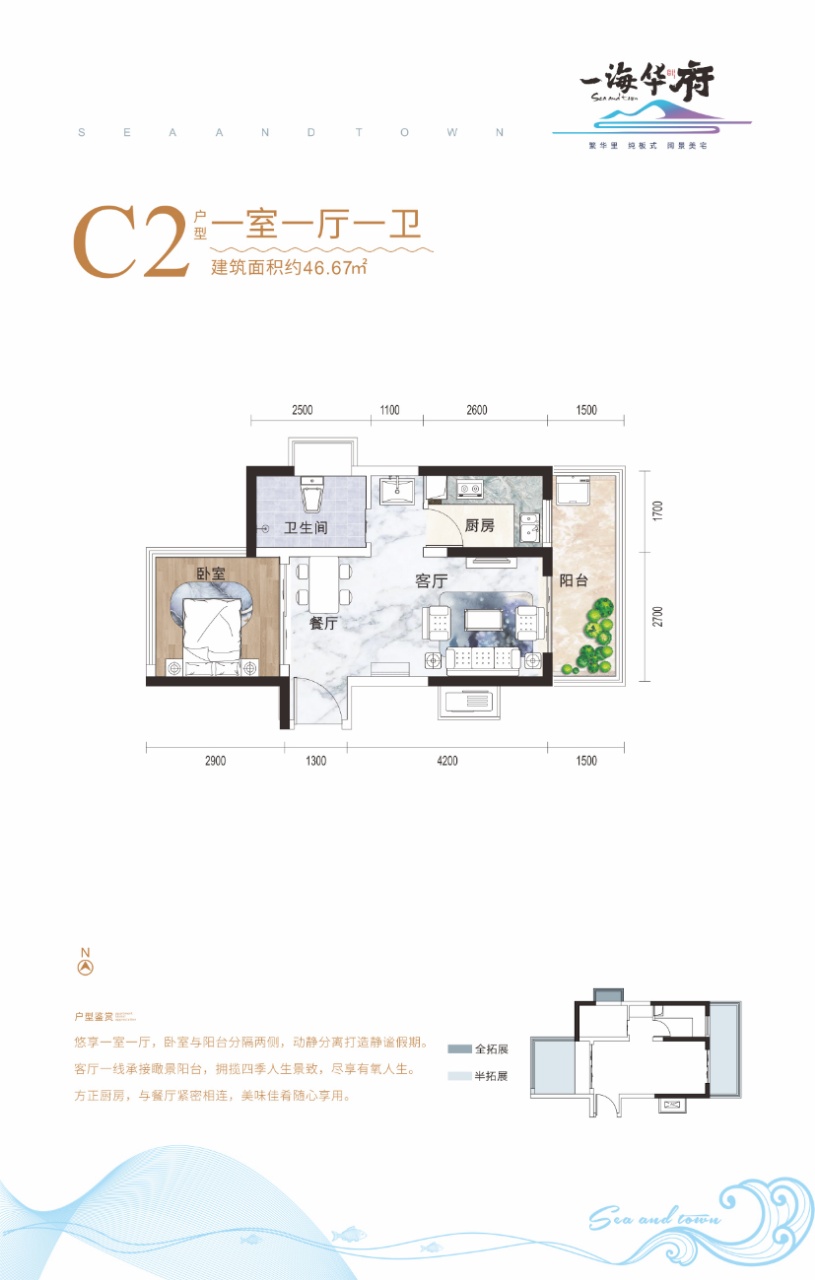 一海华府
Sea and town
SEA AND TOWN
繁华里 纯板式 阔景美宅
C2
户型
一室一厅一卫
建筑面积约46.67㎡
2500 1100 2600 1500
卫生间
厨房
1700
卧室
客厅
阳台
餐厅
2700
2900 1300 4200 1500
N
户型鉴赏
悠享一室一厅，卧室与阳台分隔两侧，动静分离打造静谧假期。
客厅一线承接瞰景阳台，拥揽四季人生景致，尽享有氧人生。
方正厨房，与餐厅紧密相连，美味佳肴随心享用。
全拓展
半拓展
Sea and town